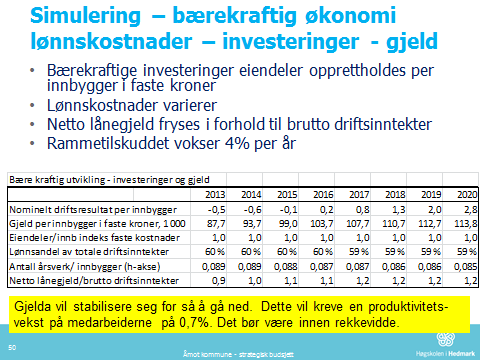 Simulering – bærekraftig økonomi
lønnskostnader – investeringer - gjeld
• Bærekraftige investeringer eiendeler opprettholdes per
innbygger i faste kroner
• Lønnskostnader varierer
• Netto lånegjeld fryses i forhold til brutto driftsinntekter
• Rammetilskuddet vokser 4% per år
Bære kraftig utvikling - investeringer og gjeld
2013 2014 2015 2016 2017 2018 2019 2020
Nominelt driftsresultat per innbygger -0,5 -0,6 -0,1 0,2 0,8 1,3 2,0 2,8
Gjeld per innbygger i faste kroner, 1 000 87,7 93,7 99,0 103,7 107,7 110,7 112,7 113,8
Eiendeler/innb indeks faste kostnader 1,0 1,0 1,0 1,0 1,0 1,0 1,0 1,0
Lønnsandel av totale driftsinntekter 60 % 60 % 60 % 60 % 59 % 59 % 59 % 59 %
Antall årsverk/ innbygger (h-akse) 0,089 0,089 0,088 0,087 0,087 0,086 0,086 0,085
Netto lånegjeld/brutto driftsinntekter 0,9 1,0 1,1 1,1 1,2 1,2 1,2 1,2
Gjelda vil stabilisere seg for så å gå ned. Dette vil kreve en produktivitets-
vekst på medarbeiderne på 0,7%. Det bør være innen rekkevidde.
50
Åmot kommune - strategisk budsjett
Høgskolen i Hedmark